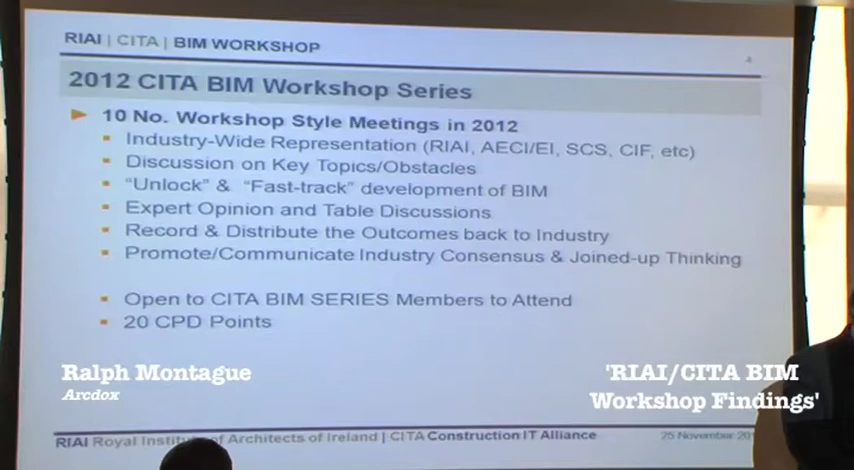 RIAI | CITA | BIM WORKSHOP
4
2012 CITA BIM Workshop Series
10 No. Workshop Style Meetings in 2012
Industry-Wide Representation (RIAI, AECI/EI, SCS, CIF, etc)
Discussion on Key Topics/Obstacles
“Unlock” & “Fast-track” development of BIM
Expert Opinion and Table Discussions
Record & Distribute the Outcomes back to Industry
Promote/Communicate Industry Consensus & Joined-up Thinking
Open to CITA BIM SERIES Members to Attend
20 CPD Points
Ralph Montague
Arcdox
'RIAI/CITA BIM
Workshop Findings'
RIAI Royal of Architects of Ireland | CITA Construction IT Alliance
25 November